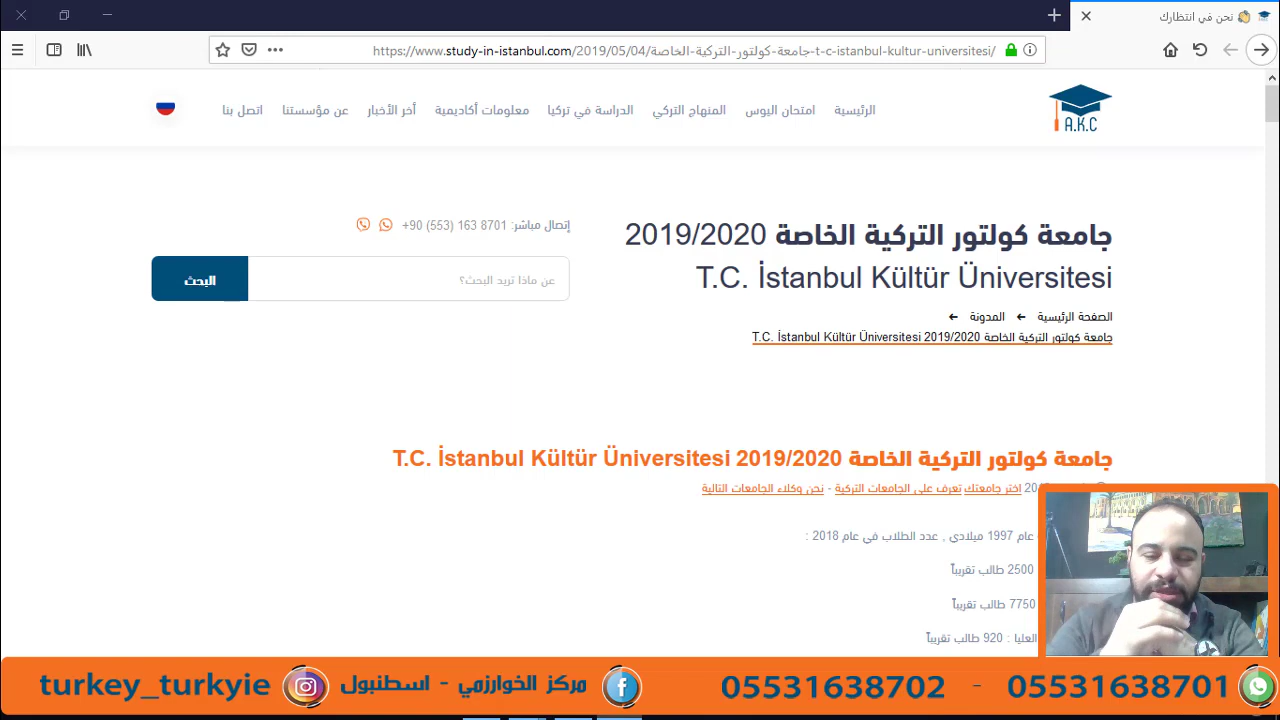 نحن في انتظارك
https://www.study-in-istanbul.com/2019/05/04/جامعة-كولتور-التركية-الخاصة-t-c-istanbul-kultur-universitesi/
A.K.C
الرئيسية امتحان اليوس المنهاج التركي الدراسة في تركيا معلومات أكاديمية أخر الأخبار عن مؤسستنا اتصل بنا
جامعة كولتور التركية الخاصة 2019/2020
T.C. İstanbul Kültür Üniversitesi
إتصال مباشر: +90 (553) 163 8701
عن ماذا تريد البحث؟
البحث
الصفحة الرئيسية ← المدونة ←
جامعة كولتور التركية الخاصة T.C. İstanbul Kültür Üniversitesi 2019/2020
جامعة كولتور التركية الخاصة T.C. İstanbul Kültür Üniversitesi 2019/2020
اختر جامعتك تعرف على الجامعات التركية - نحن وكلاء الجامعات التالية
عام 1997 ميلادي , عدد الطلاب في عام 2018 :
2500 طالب تقريباً
7750 طالب تقريباً
العليا : 920 طالب تقريباً
turkey_turkyie
مركز الخوارزمي - اسطنبول
05531638702 - 05531638701